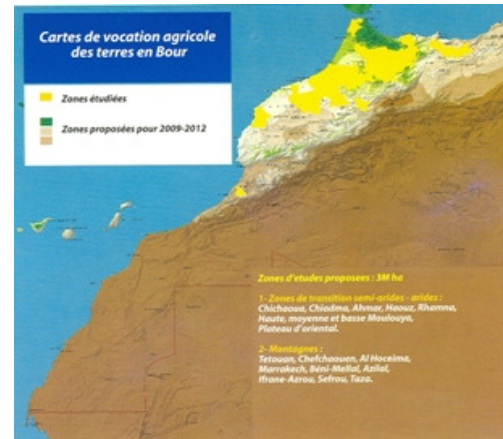 Cartes de vocation agricole
des terres en Bour
Zones étudiées
Zones proposées pour 2009-2012
Zones d'etudes proposees : 3M ha
1- Zones de transition semi-arides - arides :
Chichaoua, Chiadma, Ahmar, Haouz, Rhamna,
Haute, moyenne et basse Moulouya,
Plateau d'oriental.
2- Montagnes :
Tetouan, Chefchaouen, Al Hoceima,
Marrakech, Béni-Mellal, Azilal,
Ifrane-Azrou, Sefrou, Taza.